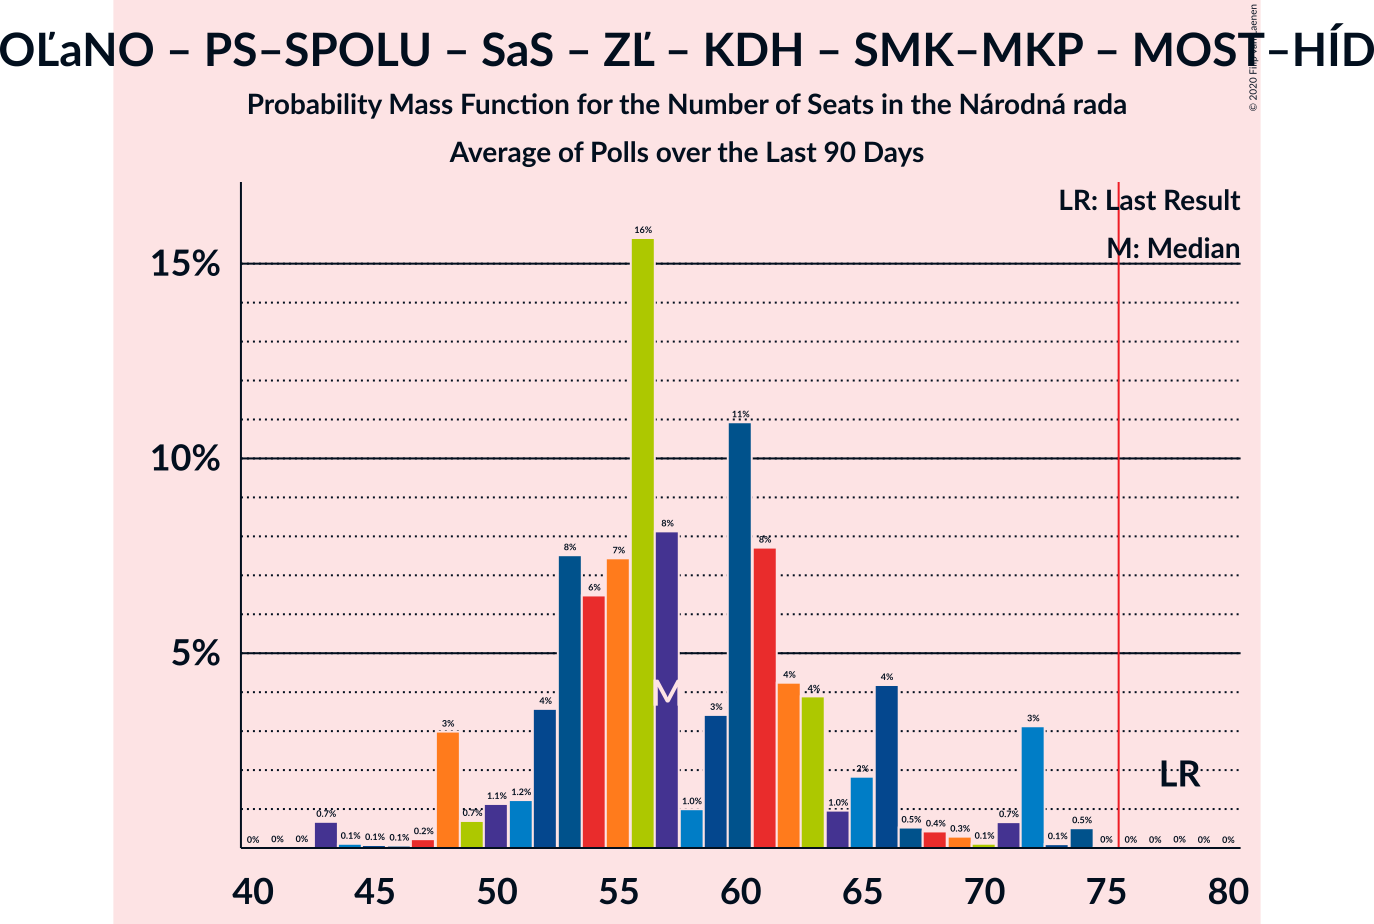 OĽaNO – PS–SPOLU – SaS – ZĽ – KDH – SMK–MKP – MOST–HÍD
Probability Mass Function for the Number of Seats in the Národná rada
Average of Polls over the Last 90 Days
© 2020 Filip van Laenen
LR: Last Result
M: Median
15%
10%
5%
0% 0% 0% 0.7% 0.1% 0.1% 0.1% 0.2% 3% 0.7% 1.1% 1.2% 4% 8% 6% 7% 16% 8% 1.0% 3% 11% 8% 4% 4% 1.0% 2% 4% 0.5% 0.4% 0.3% 0.1% 0.7% 3% 0.1% 0.5% 0% 0% 0% 0% 0% 0%
M
LR
40 45 50 55 60 65 70 75 80